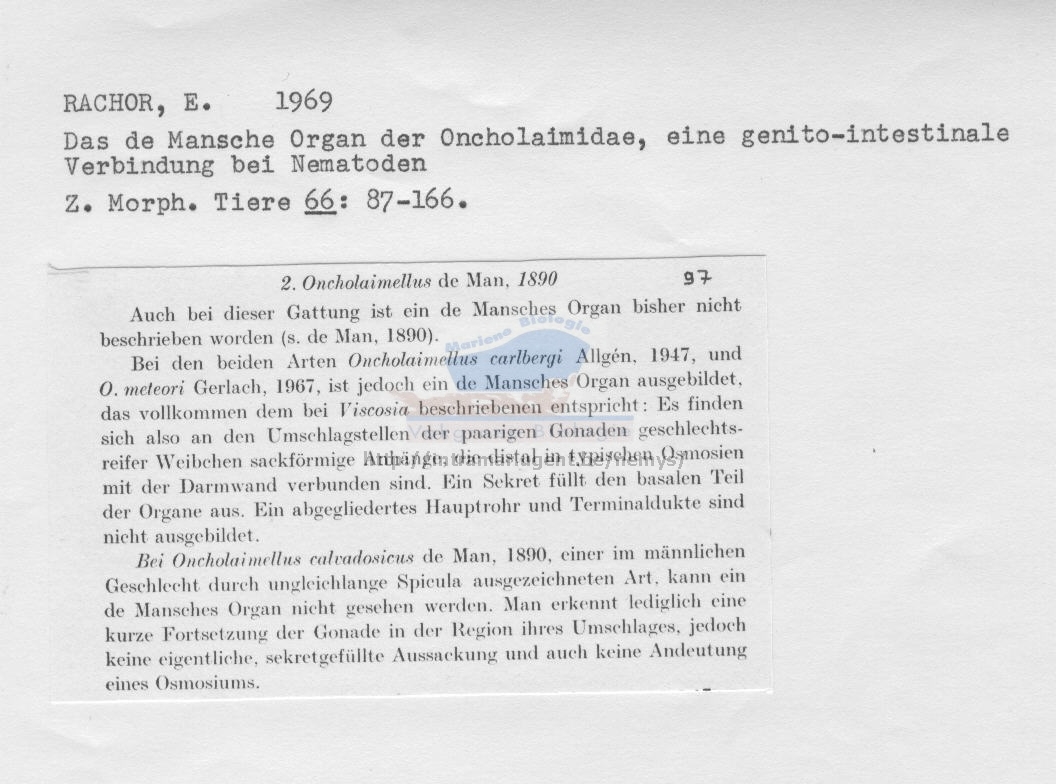 RACHOR, E. 1969
Das de Mansche Organ der Oncholaimidae, eine genito-intestinale
Verbindung bei Nematoden
Z. Morph. Tiere 66: 87-166.
2. Oncholaimellus de Man, 1890 97
Auch bei dieser Gattung ist ein de Mansches Organ bisher nicht
beschrieben worden (s. de Man, 1890).
Bei den beiden Arten Oncholaimellus carlbergi Allgén, 1947, und
O. meteori Gerlach, 1967, ist jedoch ein de Mansches Organ ausgebildet,
das vollkommen dem bei Viscosia beschriebenen entspricht: Es finden
sich also an den Umschlagstellen der paarigen Gonaden geschlechts-
reifer Weibchen sackförmige Anhänge, die distal in typischen Osmosien
mit der Darmwand verbunden sind. Ein Sekret füllt den basalen Teil
der Organe aus. Ein abgegliedertes Hauptrohr und Terminaldukte sind
nicht ausgebildet.
Bei Oncholaimellus calvadosicus de Man, 1890, einer im männlichen
Geschlecht durch ungleichlange Spicula ausgezeichneten Art, kann ein
de Mansches Organ nicht gesehen werden. Man erkennt lediglich eine
kurze Fortsetzung der Gonade in der Region ihres Umschlages, jedoch
keine eigentliche, sekretgefüllte Aussackung und auch keine Andeutung
eines Osmosiums.
Mariene Biologie